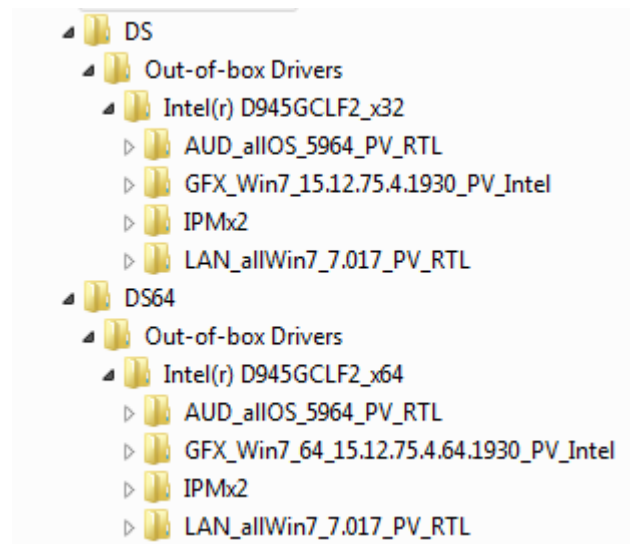 DS
Out-of-box Drivers
Intel(r) D945GCLF2_x32
AUD_allOS_5964_PV_RTL
GFX_Win7_15.12.75.4.1930_PV_Intel
IPMx2
LAN_allWin7_7.017_PV_RTL
DS64
Out-of-box Drivers
Intel(r) D945GCLF2_x64
AUD_allOS_5964_PV_RTL
GFX_Win7_64_15.12.75.4.64.1930_PV_Intel
IPMx2
LAN_allWin7_7.017_PV_RTL